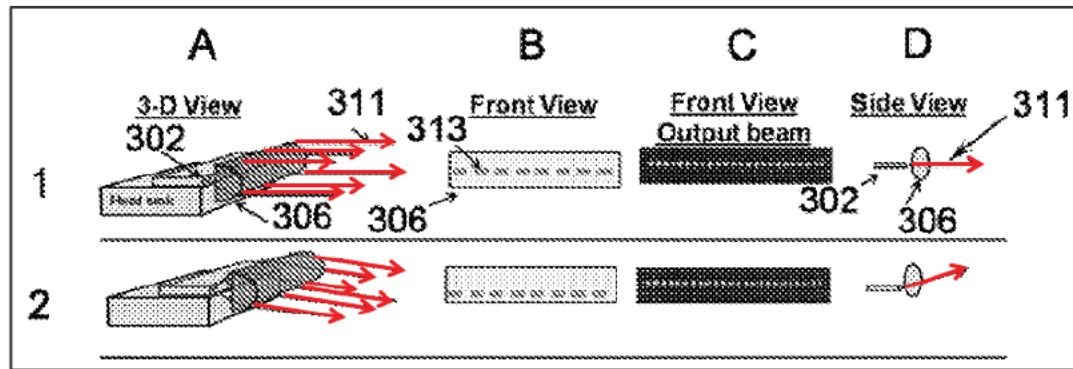 A B C D
3-D View Front View Front View Side View
Output beam
311 313 311
302
1
Heat sink
306 306 302 306
2